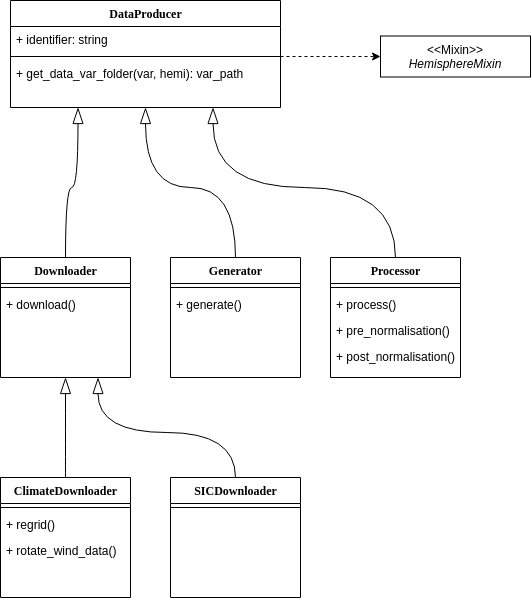 DataProducer
+ identifier: string
+ get_data_var_folder(var, hemi): var_path
<<Mixin>>
HemisphereMixin
Downloader
+ download()
Generator
+ generate()
Processor
+ process()
+ pre_normalisation()
+ post_normalisation()
ClimateDownloader
+ regrid()
+ rotate_wind_data()
SICDownloader